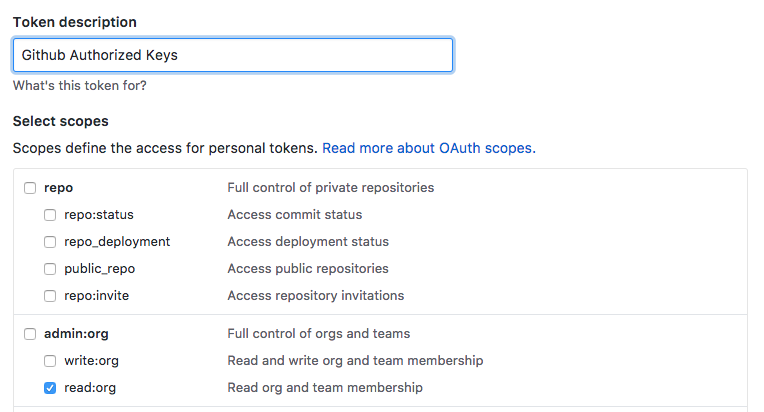 Token description
Github Authorized Keys
What's this token for?
Select scopes
Scopes define the access for personal tokens. Read more about OAuth scopes.
repo Full control of private repositories
repo:status Access commit status
repo_deployment Access deployment status
public_repo Access public repositories
repo:invite Access repository invitations
admin:org Full control of orgs and teams
write:org Read and write org and team membership
read:org Read org and team membership